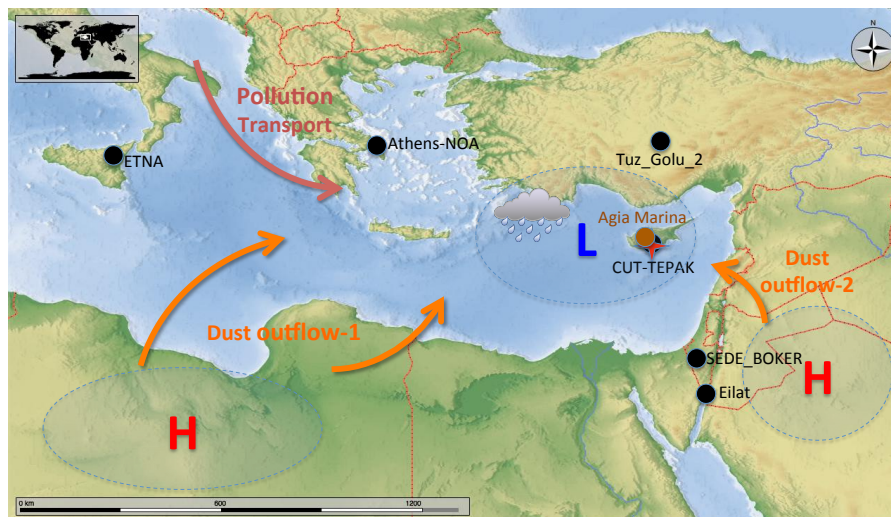 N
Pollution
Transport
Athens-NOA
ETNA
Tuz_Golu_2
Agia Marina
L
CUT-TEPAK
Dust
outflow-2
Dust outflow-1
SEDE_BOKER
H
Eilat
H
0 km
600
1200